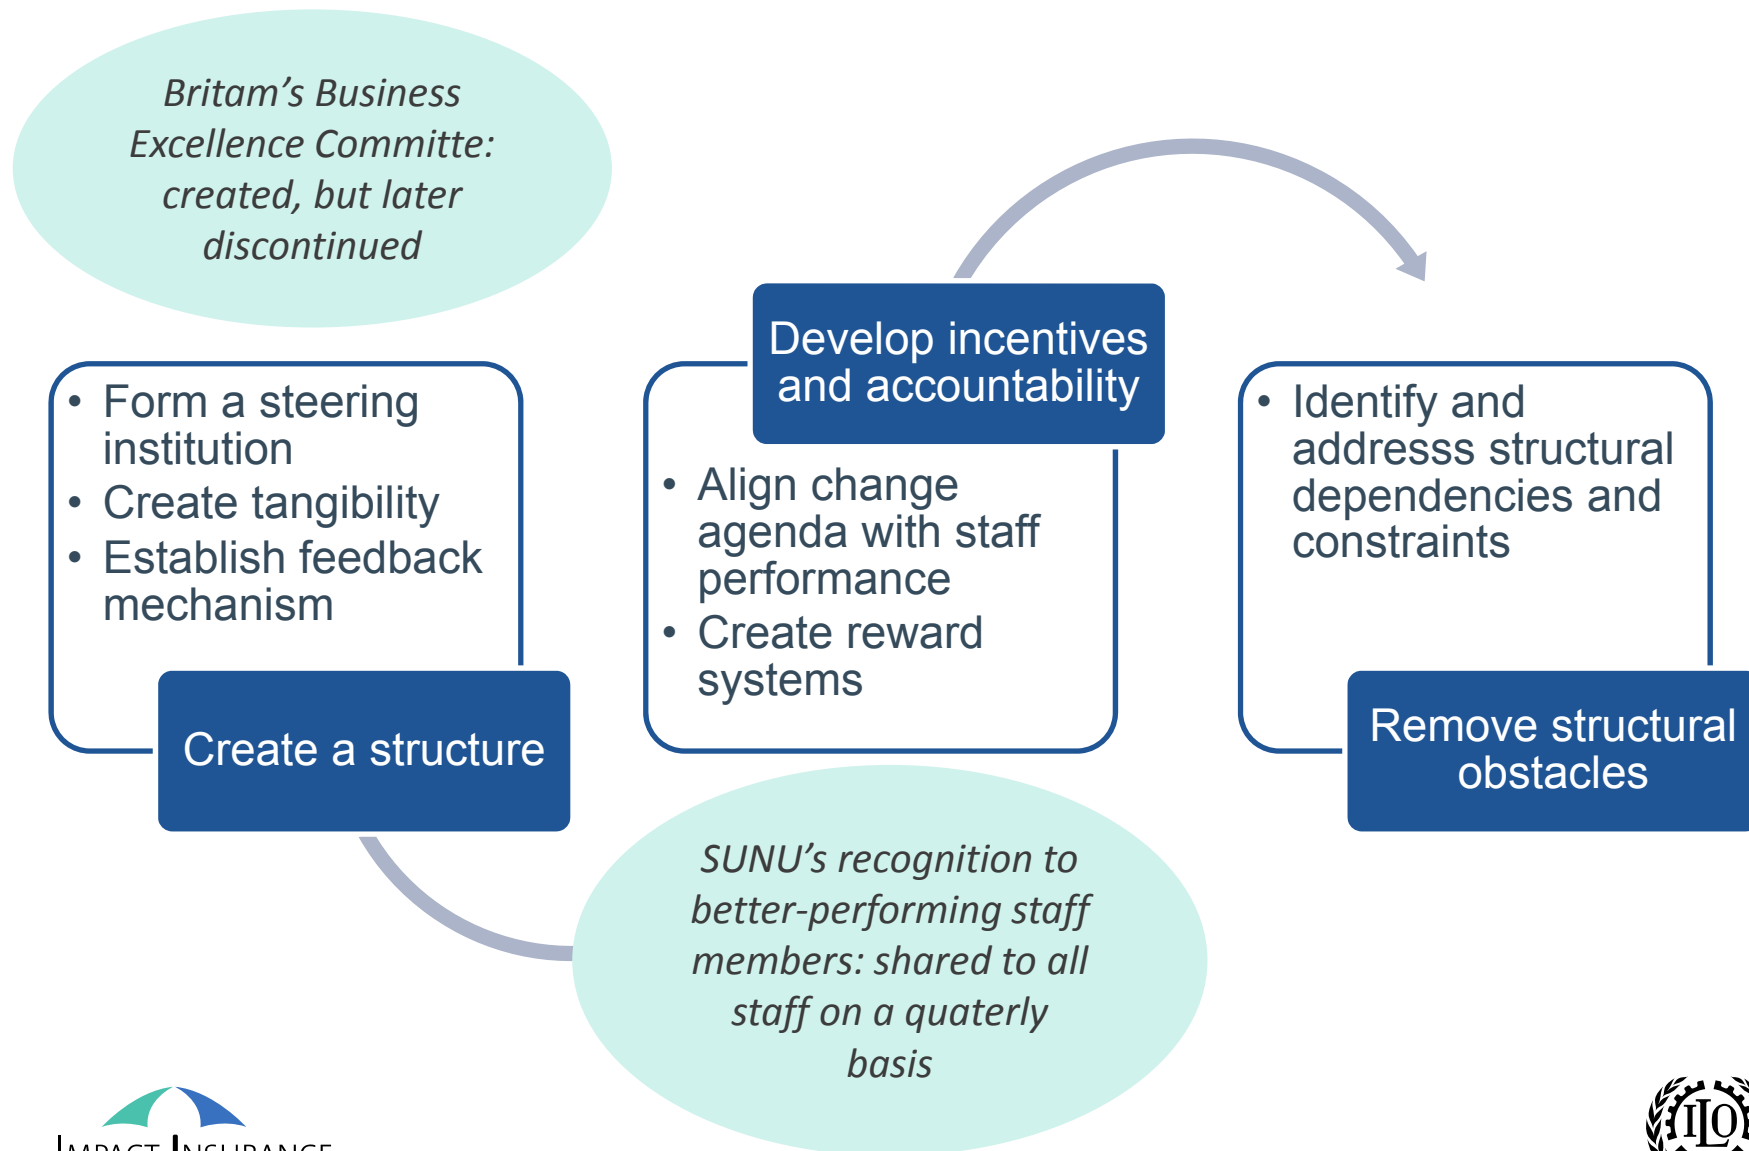 Britam’s Business
Excellence Committe:
created, but later
discontinued
• Form a steering
institution
• Create tangibility
• Establish feedback
mechanism
Create a structure
Develop incentives
and accountability
• Align change
agenda with staff
performance
• Create reward
systems
SUNU’s recognition to
better-performing staff
members: shared to all
staff on a quaterly
basis
• Identify and
addresss structural
dependencies and
constraints
Remove structural
obstacles
IMPACT INSURANCE
ILO